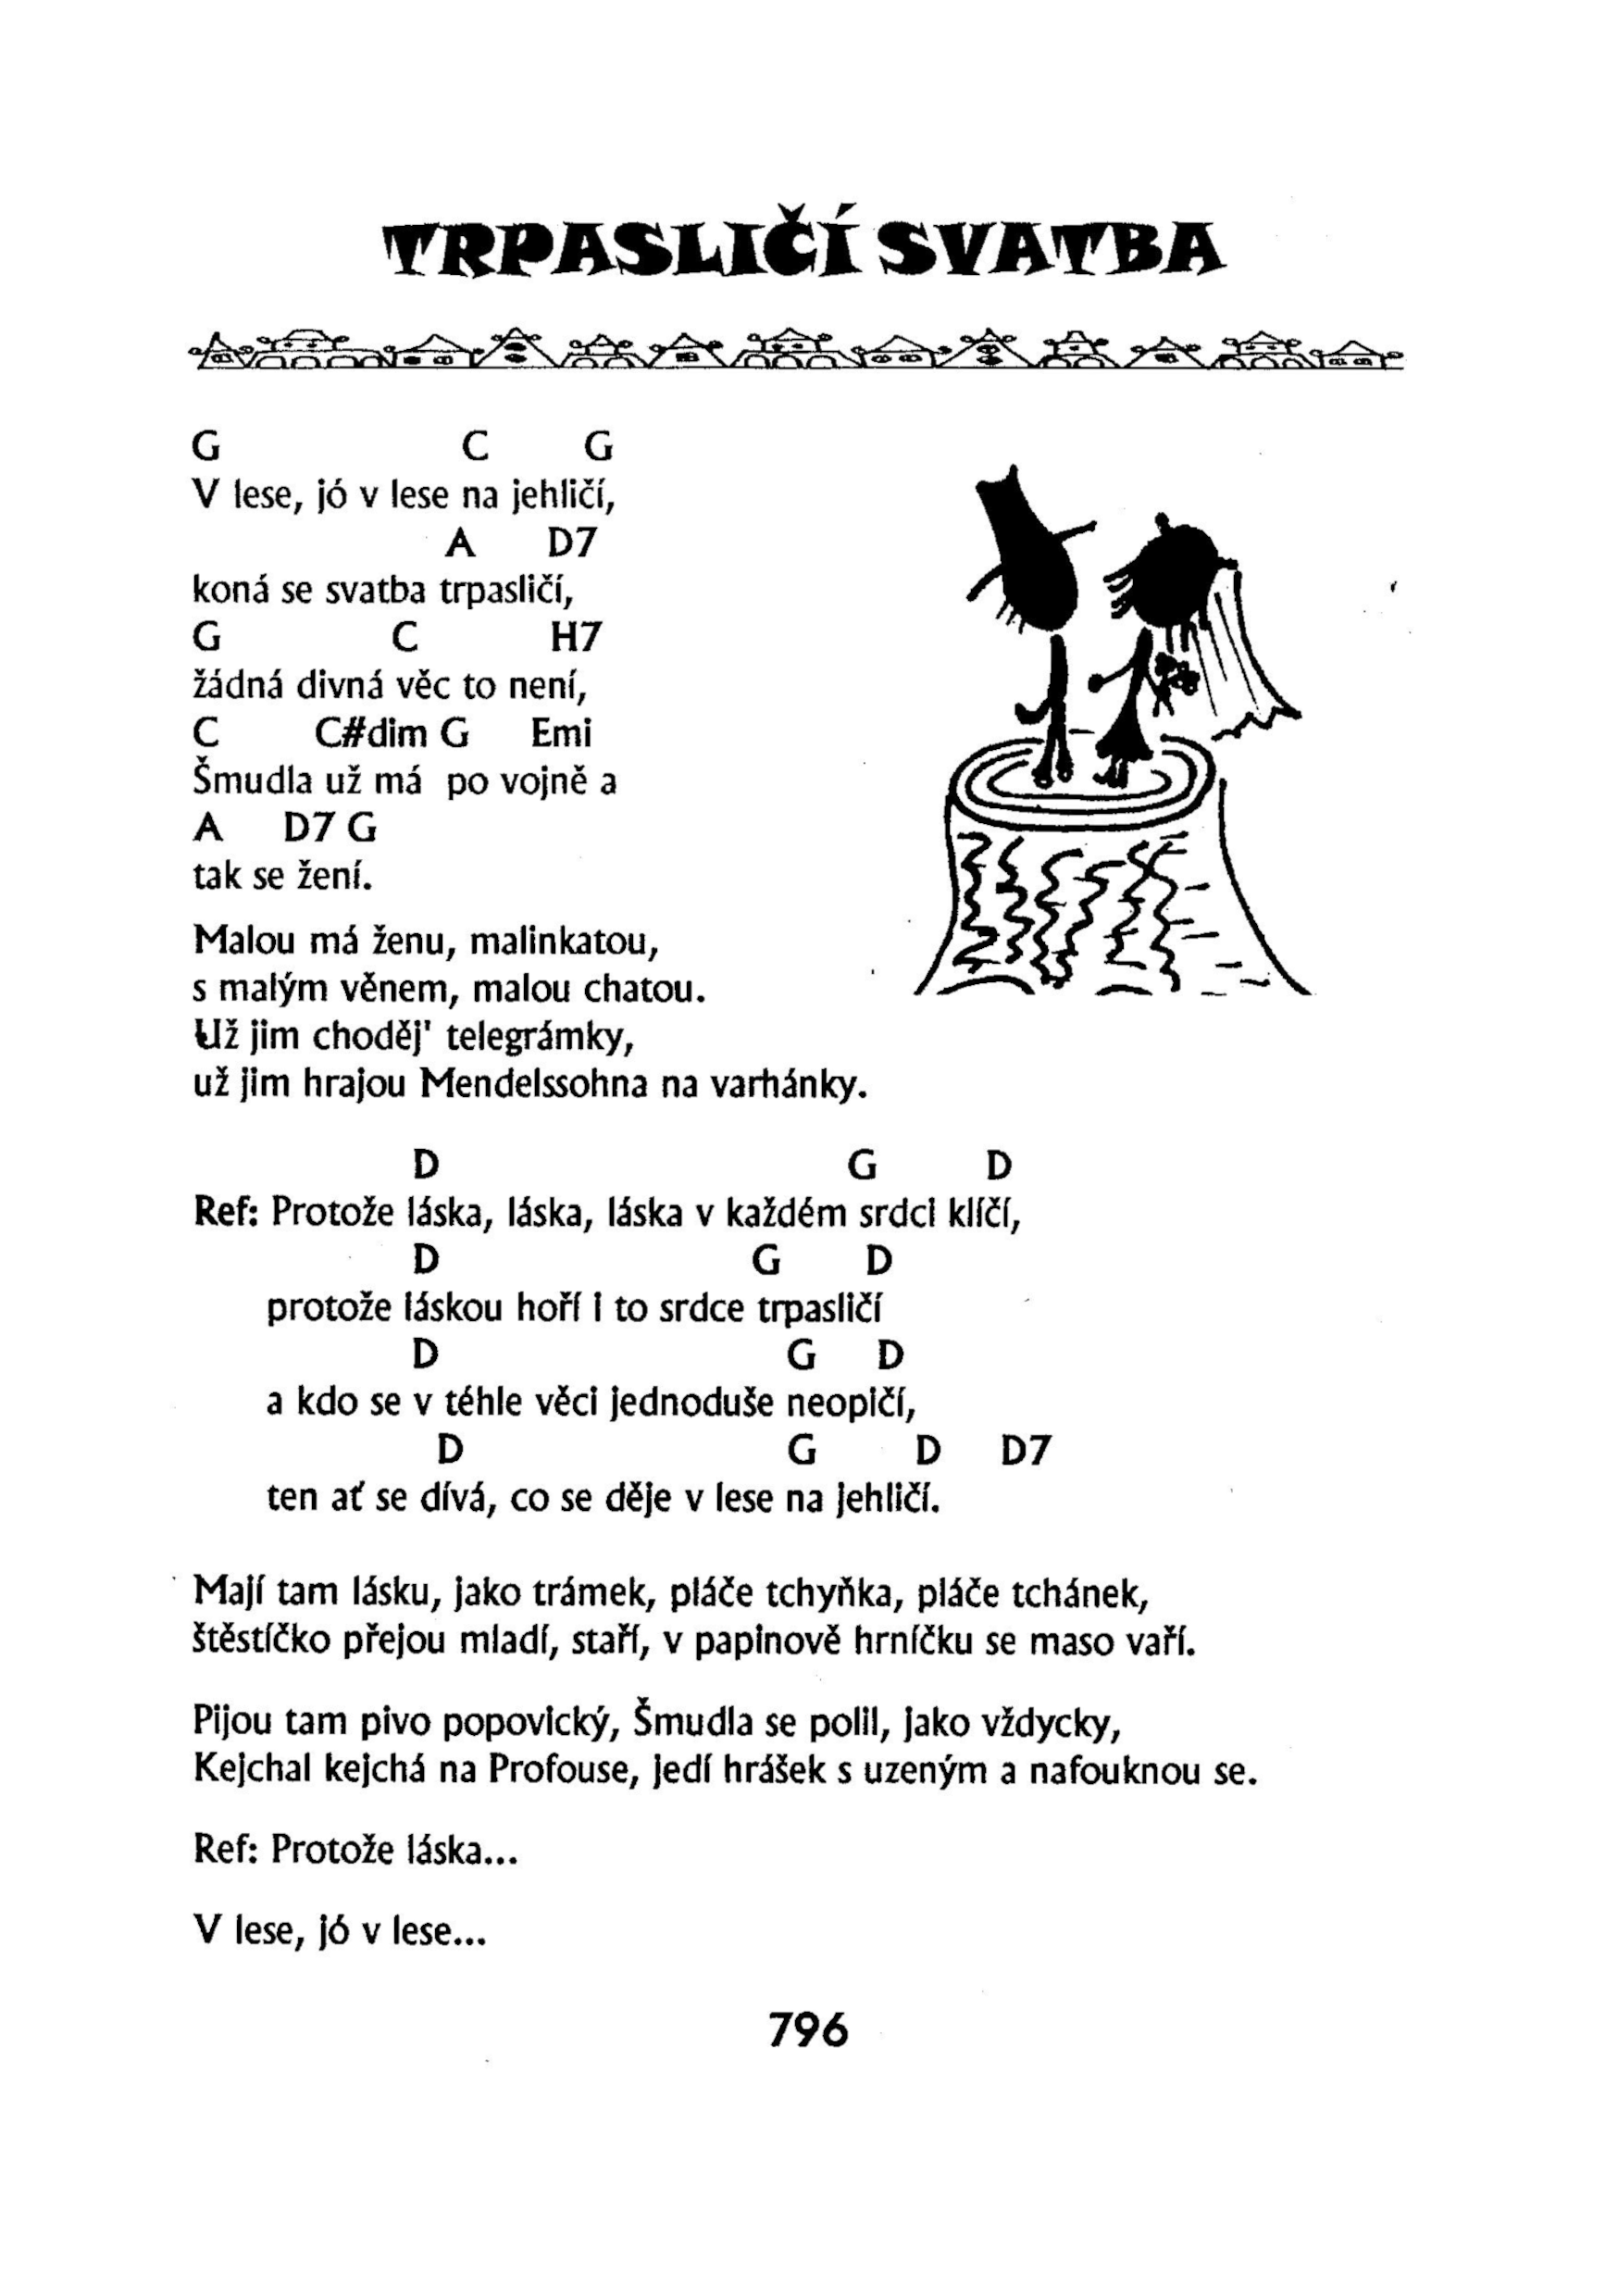 TRPASLIČÍ SVATBA
G C G
V lese, jó v lese na jehličí,
A D7
koná se svatba trpasličí,
G C H7
žádná divná věc to není,
C C#dim G Emi
Šmudla už má po vojně a
A D7 G
tak se žení.
Malou má ženu, malinkatou,
s malým věnem, malou chatou.
Už jim choděj' telegrámky,
už jim hrajou Mendelssohna na varhánky.
D G D
Ref: Protože láska, láska, láska v každém srdci klíčí,
D G D
protože láskou hoří i to srdce trpasličí
D G D
a kdo se v téhle věci jednoduše neopičí,
D G D D7
ten ať se dívá, co se děje v lese na jehličí.
Mají tam lásku, jako trámek, pláče tchyňka, pláče tchánek,
štěstíčko přejou mladí, staří, v papinově hrníčku se maso vaří.
Pijou tam pivo popovický, Šmudla se polil, jako vždycky,
Kejchal kejchá na Profouse, jedí hrášek s uzeným a nafouknou se.
Ref: Protože láska...
V lese, jó v lese...
796